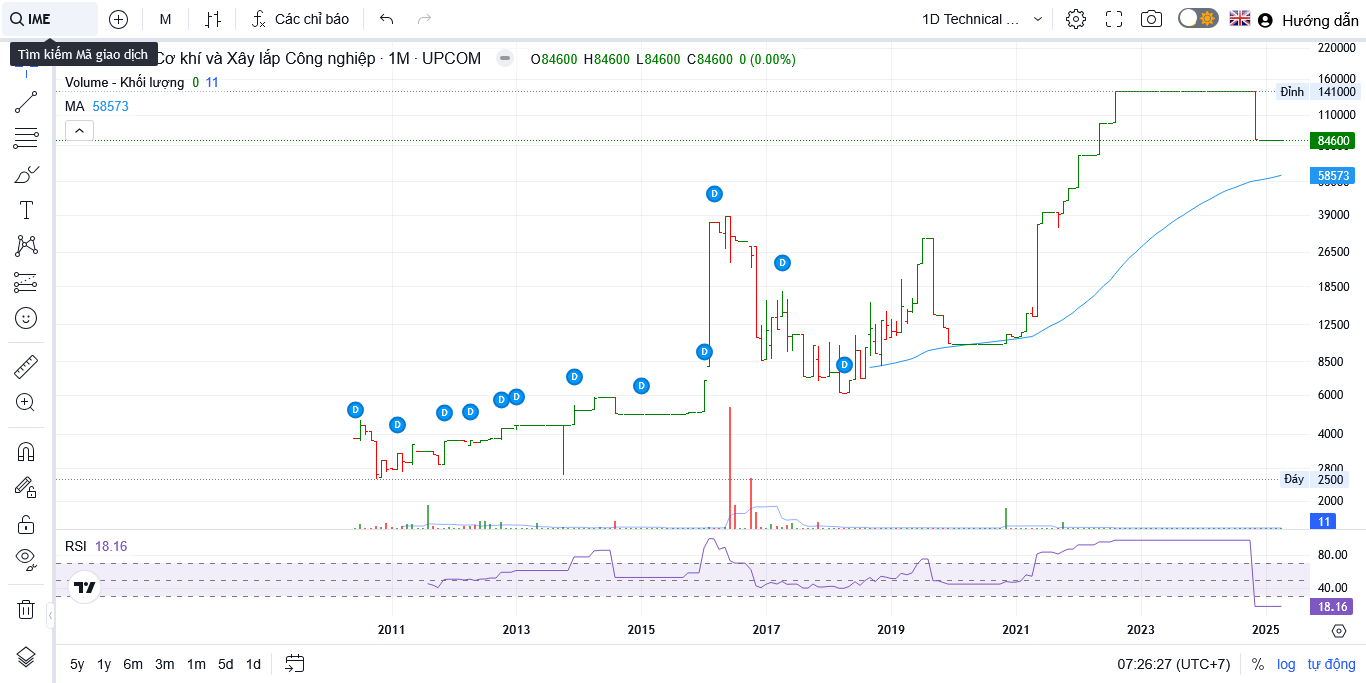 IME
M
Các chỉ báo
1D Technical ...
Hướng dẫn
Tìm kiếm Mã giao dịch
Cơ khí và Xây lắp Công nghiệp · 1M · UPCOM
O84600 H84600 L84600 C84600 0 (0.00%)
Volume - Khối lượng 0 11
MA 58573
220000
160000
Đỉnh 141000
110000
84600
58573
39000
26500
18500
12500
8500
6000
4000
2800
Đáy 2500
2000
11
D
D
D
D
D
D
D
D
D
D
D
D
RSI 18.16
80.00
40.00
18.16
2011
2013
2015
2017
2019
2021
2023
2025
5y 1y 6m 3m 1m 5d 1d
07:26:27 (UTC+7)
% log tự động